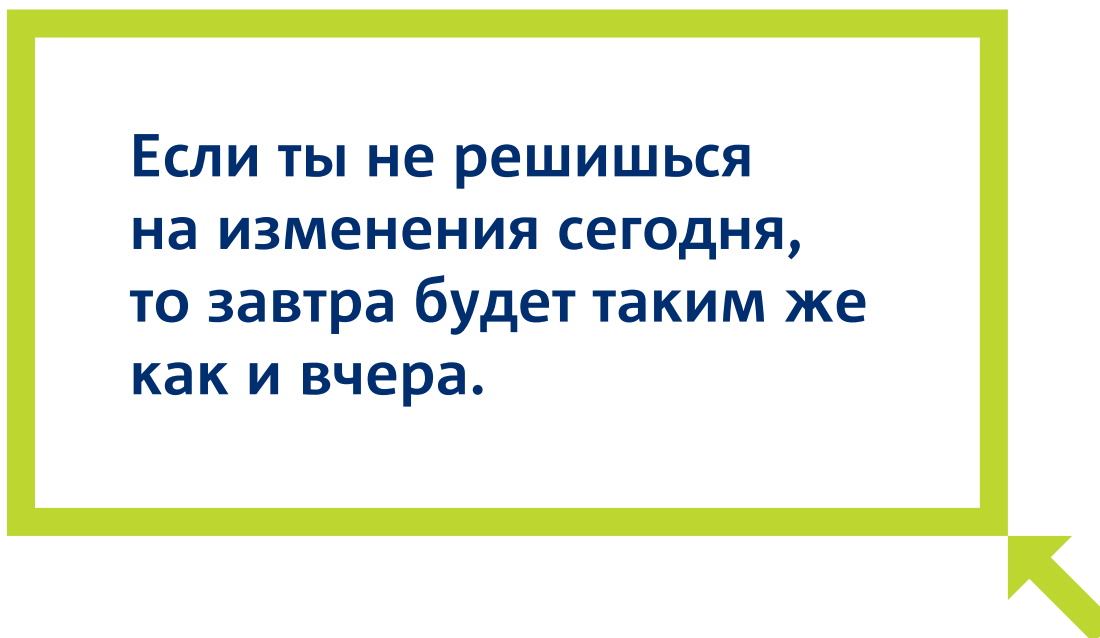 Если ты не решишься
на изменения сегодня,
то завтра будет таким же
как и вчера.